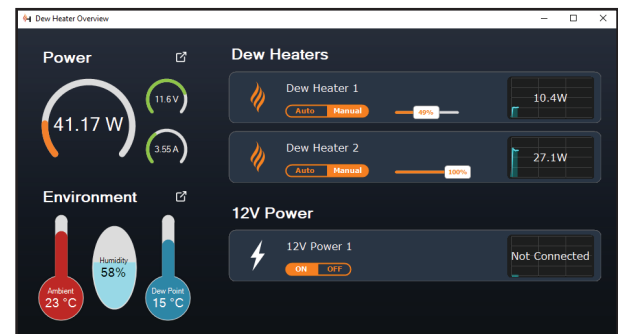 Dew Heater Overview
Power
41.17 W
11.6 V
3.55 A
Environment
Ambient
23 °C
Humidity
58%
Dew Point
15 °C
Dew Heaters
Dew Heater 1
Auto Manual
49%
10.4W
Dew Heater 2
Auto Manual
100%
27.1W
12V Power
12V Power 1
ON OFF
Not Connected